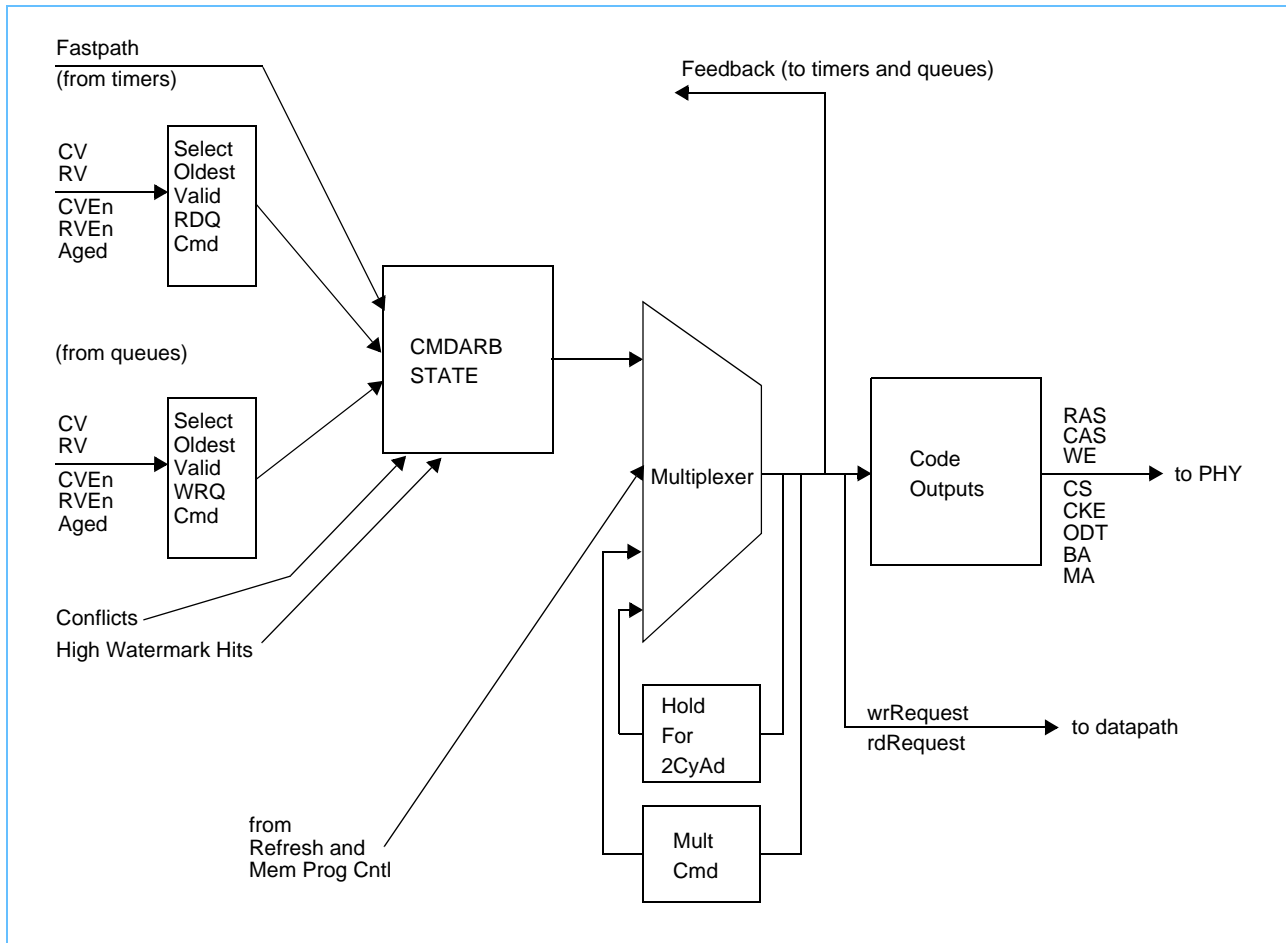 Fastpath
(from timers)
Feedback (to timers and queues)
CV
RV
CVEn
RVEn
Aged
Select
Oldest
Valid
RDQ
Cmd
(from queues)
CV
RV
CVEn
RVEn
Aged
Select
Oldest
Valid
WRQ
Cmd
CMDARB
STATE
Conflicts
High Watermark Hits
Multiplexer
Code
Outputs
RAS
CAS
WE
CS
CKE
ODT
BA
MA
to PHY
Hold
For
2CyAd
wrRequest
rdRequest
to datapath
from
Refresh and
Mem Prog Cntl
Mult
Cmd